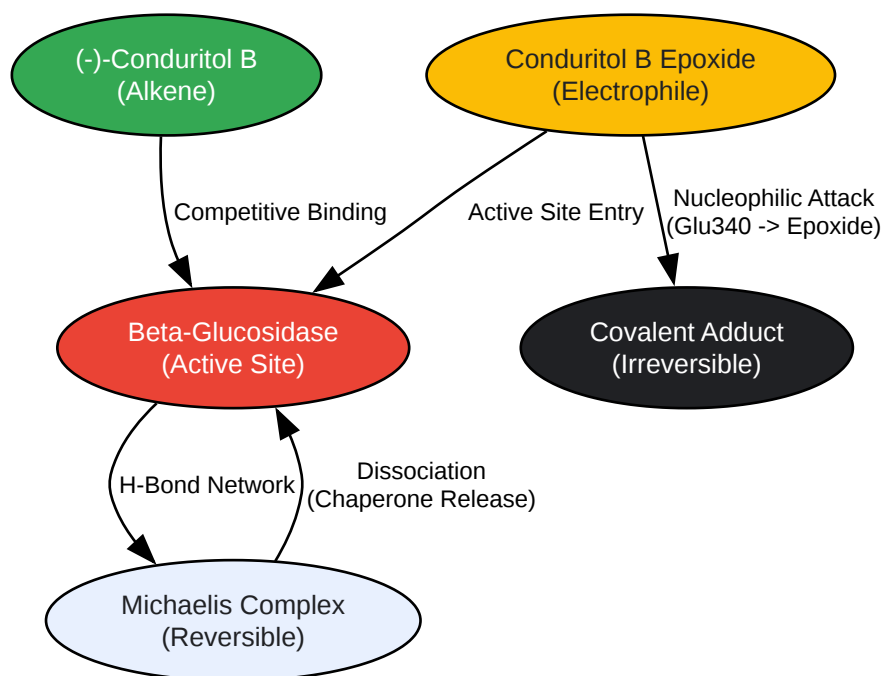 (-)-Conduritol B
(Alkene)
Conduritol B Epoxide
(Electrophile)
Competitive Binding
Active Site Entry
Nucleophilic Attack
(Glu340 -> Epoxide)
Beta-Glucosidase
(Active Site)
Covalent Adduct
(Irreversible)
H-Bond Network
Dissociation
(Chaperone Release)
Michaelis Complex
(Reversible)